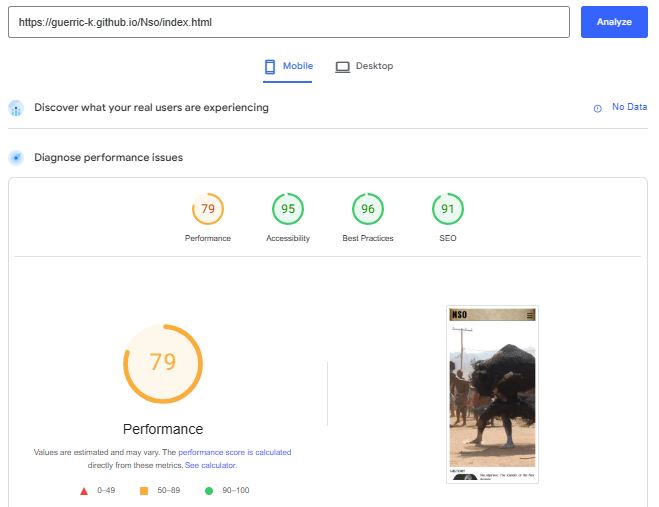 https://guerric-k.github.io/Nso/index.html
Analyze
Mobile
Desktop
Discover what your real users are experiencing
No Data
Diagnose performance issues
79
95
96
91
Performance
Accessibility
Best Practices
SEO
79
Performance
Values are estimated and may vary. The performance score is calculated
directly from these metrics. See calculator.
0–49
50–89
90–100
NSO